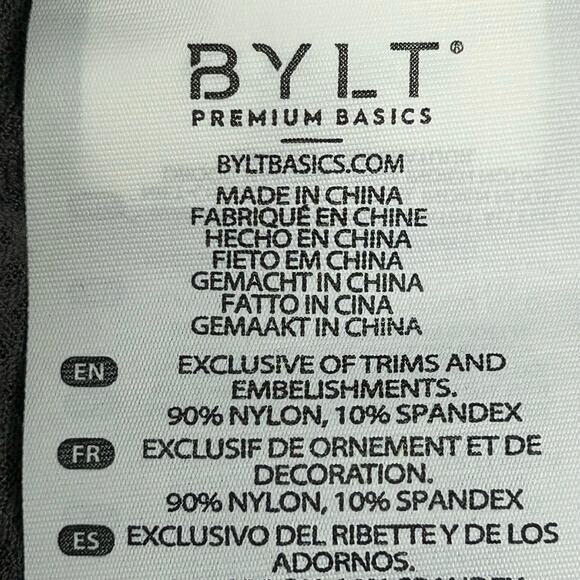 BYLT®
PREMIUM BASICS
BYLTBASICS.COM
MADE IN CHINA
FABRIQUÉ EN CHINE
HECHO EN CHINA
FIETO EM CHINA
GEMACHT IN CHINA
FATTO IN CINA
GEMAAKT IN CHINA
EN EXCLUSIVE OF TRIMS AND
EMBELISHMENTS.
90% NYLON, 10% SPANDEX
FR EXCLUSIF DE ORNEMENT ET DE
DECORATION.
90% NYLON, 10% SPANDEX
ES EXCLUSIVO DEL RIBETTE Y DE LOS
ADORNOS.